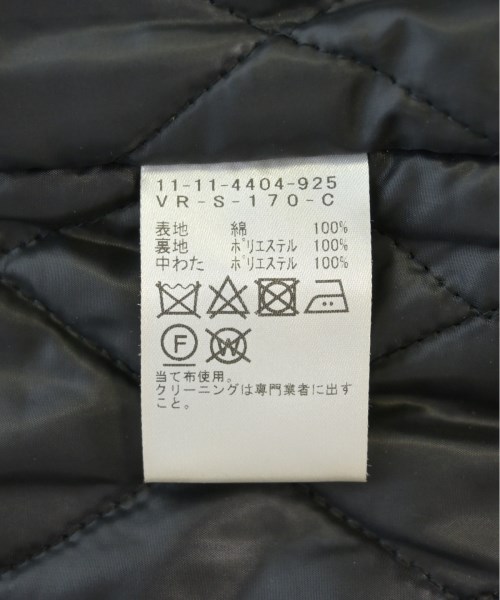 11-11-4404-925
VR-S-170-C
表地 綿 100%
裏地 ポリエステル 100%
中わた ポリエステル 100%
F W
当て布使用。
クリーニングは専門業者に出す
こと。